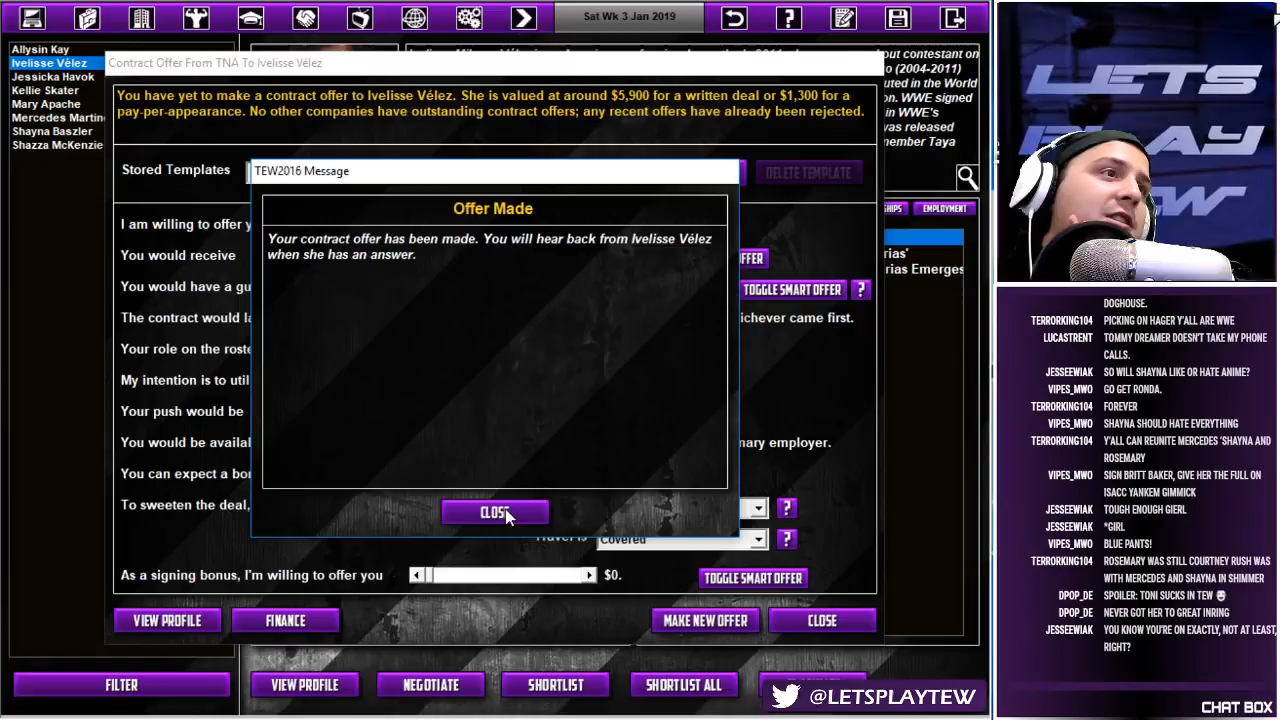 Sat Wk 3 Jan 2019
Allysin Kay
Ivelisse Vélez
Jessicka Havok
Kellie Skater
Mary Apache
Mercedes Martin
Shayna Baszler
Shazza McKenzie
FILTER
out contestant on
o (2004-2011)
uted in the World
on. WWE signed
in WWE's
was released
member Taya
SHIPS
EMPLOYMENT
rias'
rias Emerges
Contract Offer From TNA To Ivelisse Vélez
You have yet to make a contract offer to Ivelisse Vélez. She is valued at around $5,900 for a written deal or $1,300 for a
pay-per-appearance. No other companies have outstanding contract offers; any recent offers have already been rejected.
Stored Templates
DELETE TEMPLATE
I am willing to offer y
You would receive
FFER
You would have a gu
TOGGLE SMART OFFER ?
The contract would la
ichever came first.
Your role on the roste
My intention is to util
Your push would be
You would be availal
mary employer.
You can expect a bor
To sweeten the deal,
?
Travel is Covered ?
As a signing bonus, I'm willing to offer you $0. TOGGLE SMART OFFER
VIEW PROFILE FINANCE MAKE NEW OFFER CLOSE
TEW2016 Message
Offer Made
Your contract offer has been made. You will hear back from Ivelisse Vélez
when she has an answer.
CLOSE
VIEW PROFILE NEGOTIATE SHORTLIST SHORTLIST ALL
@LETSPLAYTEW
LETS
PLAY
TEW
DOGHOUSE.
TERRORKING104 PICKING ON HAGER Y'ALL ARE WWE
LUCASTRENT TOMMY DREAMER DOESN'T TAKE MY PHONE
CALLS.
JESSEEWIAK SO WILL SHAYNA LIKE OR HATE ANIME?
VIPES_MWO GO GET RONDA.
TERRORKING104 FOREVER
VIPES_MWO SHAYNA SHOULD HATE EVERYTHING
TERRORKING104 Y'ALL CAN REUNITE MERCEDES 'SHAYNA AND
ROSEMARY
VIPES_MWO SIGN BRITT BAKER, GIVE HER THE FULL ON
ISACC YANKEM GIMMICK
JESSEEWIAK TOUGH ENOUGH GIERL
JESSEEWIAK *GIRL
VIPES_MWO BLUE PANTS!
TERRORKING104 ROSEMARY WAS STILL COURTNEY RUSH WAS
WITH MERCEDES AND SHAYNA IN SHIMMER
DPOP_DE SPOILER: TONI SUCKS IN TEW
DPOP_DE NEVER GOT HER TO GREAT INRING
JESSEEWIAK YOU KNOW YOU'RE ON EXACTLY, NOT AT LEAST,
RIGHT?
CHAT BOX